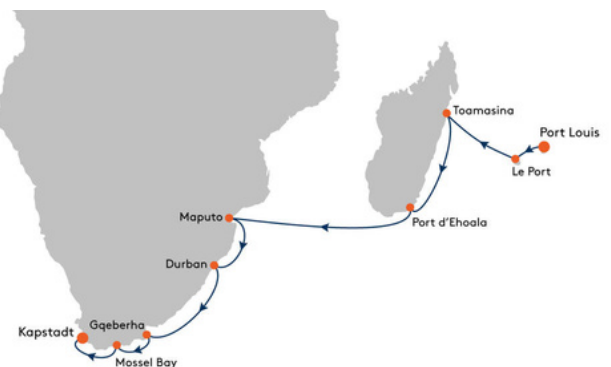 Toamasina
Port Louis
Le Port
Maputo
Port d'Ehoala
Durban
Gqeberha
Kapstadt
Mossel Bay